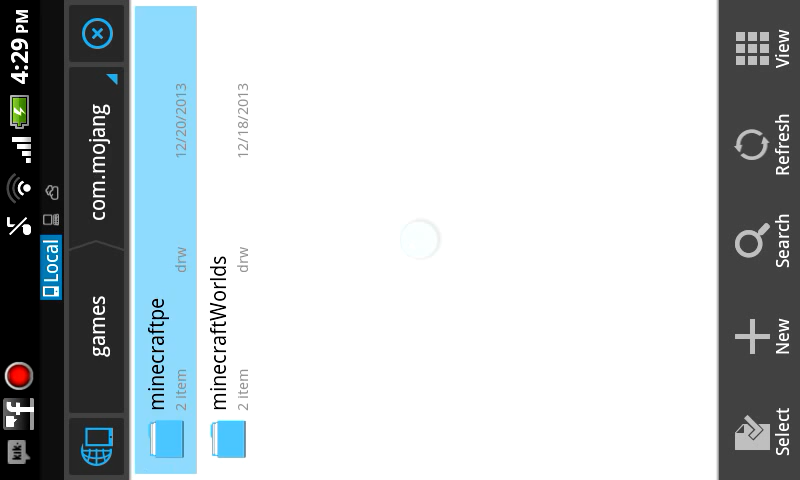 kik
4:29 PM
Local
games
com.mojang
minecraftpe
2 item
drw
12/20/2013
minecraftWorlds
2 item
drw
12/18/2013
Select
New
Search
Refresh
View